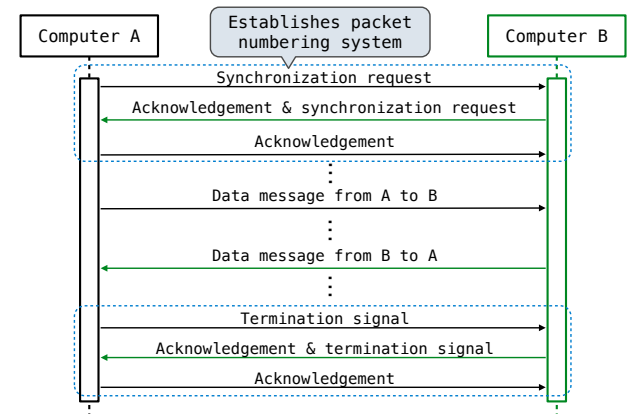 Computer A
Establishes packet
numbering system
Computer B
Synchronization request
Acknowledgement & synchronization request
Acknowledgement
Data message from A to B
Data message from B to A
Termination signal
Acknowledgement & termination signal
Acknowledgement